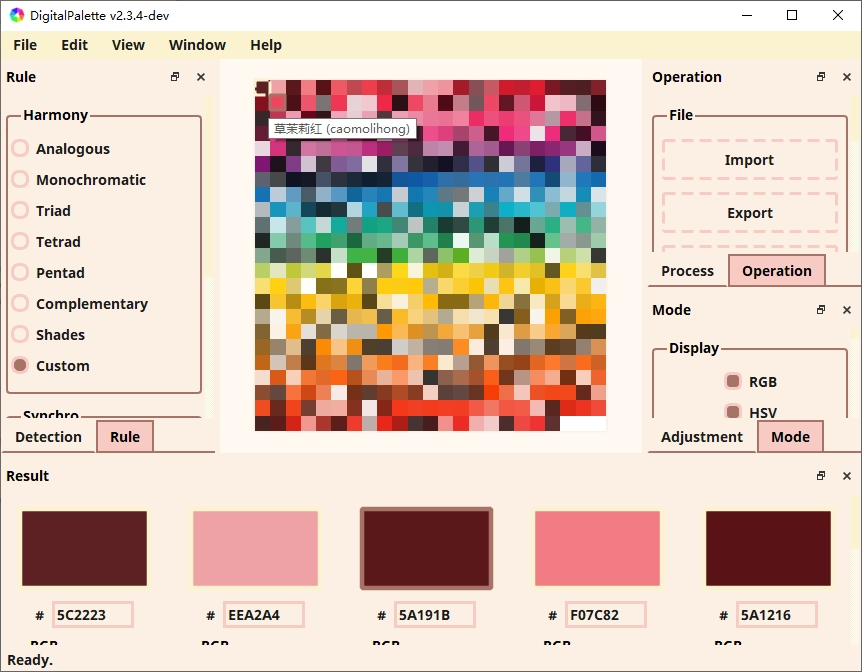 DigitalPalette v2.3.4-dev
File Edit View Window Help
Rule
Harmony
Analogous
Monochromatic
Triad
Tetrad
Pentad
Complementary
Shades
Custom
Synchro
Detection Rule
草茉莉红 (caomolihong)
Operation
File
Import
Export
Process Operation
Mode
Display
RGB
HSV
Adjustment Mode
Result
# 5C2223 # EEA2A4 # 5A191B # F07C82 # 5A1216
RGB RGB RGB RGB RGB
Ready.